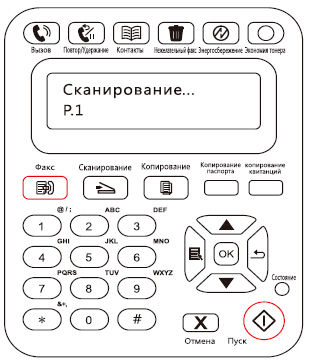 Вызов Повтор/Удержание Контакты Нежелательный факс Энергосбережение Экономия тонера
Сканирование...
P.1
Факс Сканирование Копирование Копирование паспорта копирование квитанций
@/: ABC DEF
1 2 3
GHI JKL MNO
4 5 6 OK
PQRS TUV WXYZ
7 8 9 Состояние
&+,
* 0 # X
Отмена Пуск